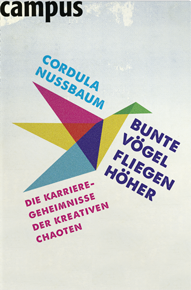 campus
CORDULA
NUSSBAUM
BUNTE
VÖGEL
FLIEGEN
HÖHER
DIE KARRIERE-
GEHEIMNISSE
DER KREATIVEN
CHAOTEN